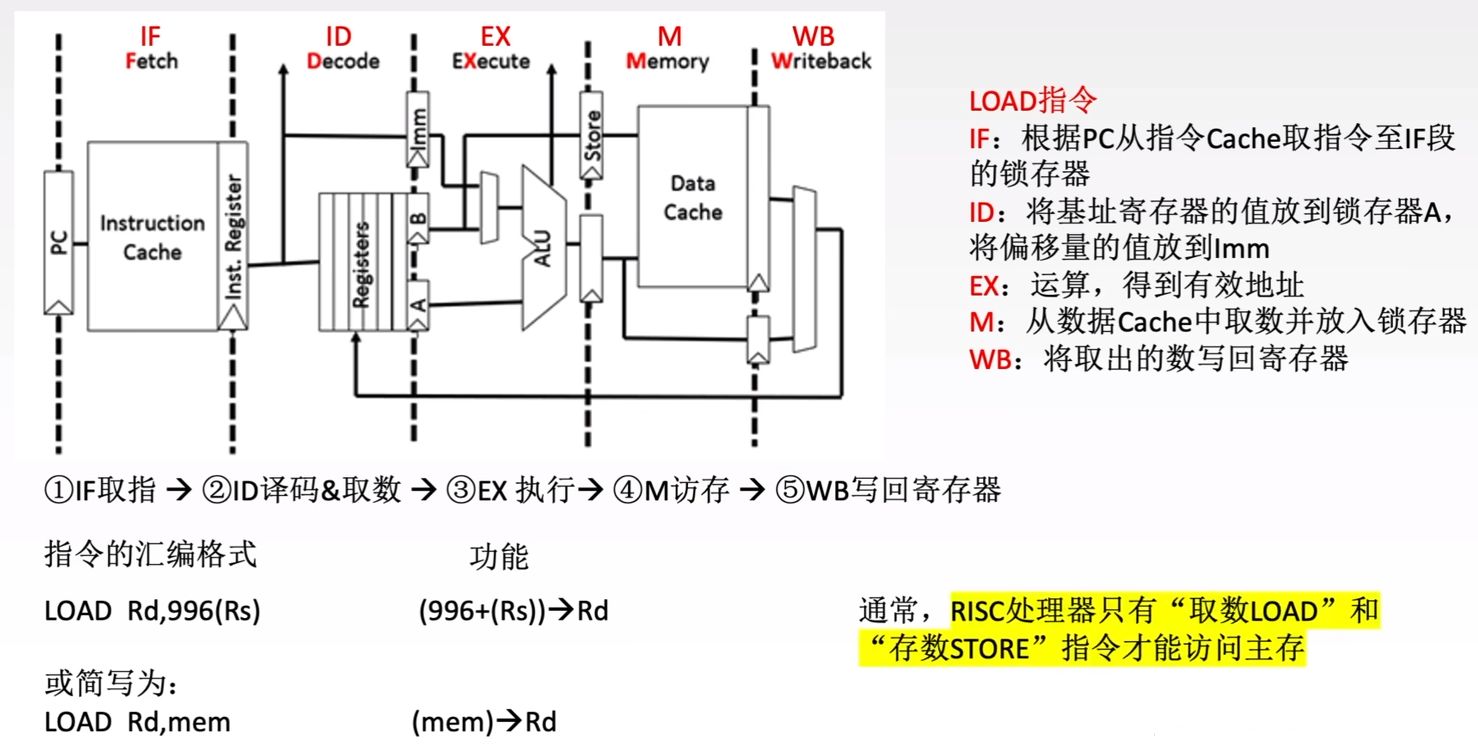 IF
Fetch
ID
Decode
EX
EXecute
M
Memory
WB
Writeback
PC
Instruction
Cache
Inst. Register
Registers
Imm
B
A
ALU
Store
Data
Cache
LOAD指令
IF：根据PC从指令Cache取指令至IF段
的锁存器
ID：将基址寄存器的值放到锁存器A，
将偏移量的值放到Imm
EX：运算，得到有效地址
M：从数据Cache中取数并放入锁存器
WB：将取出的数写回寄存器
①IF取指 → ②ID译码&取数 → ③EX 执行→ ④M访存 → ⑤WB写回寄存器
指令的汇编格式 功能
LOAD Rd,996(Rs) (996+(Rs))→Rd
或简写为：
LOAD Rd,mem (mem)→Rd
通常，RISC处理器只有“取数LOAD”和
“存数STORE”指令才能访问主存